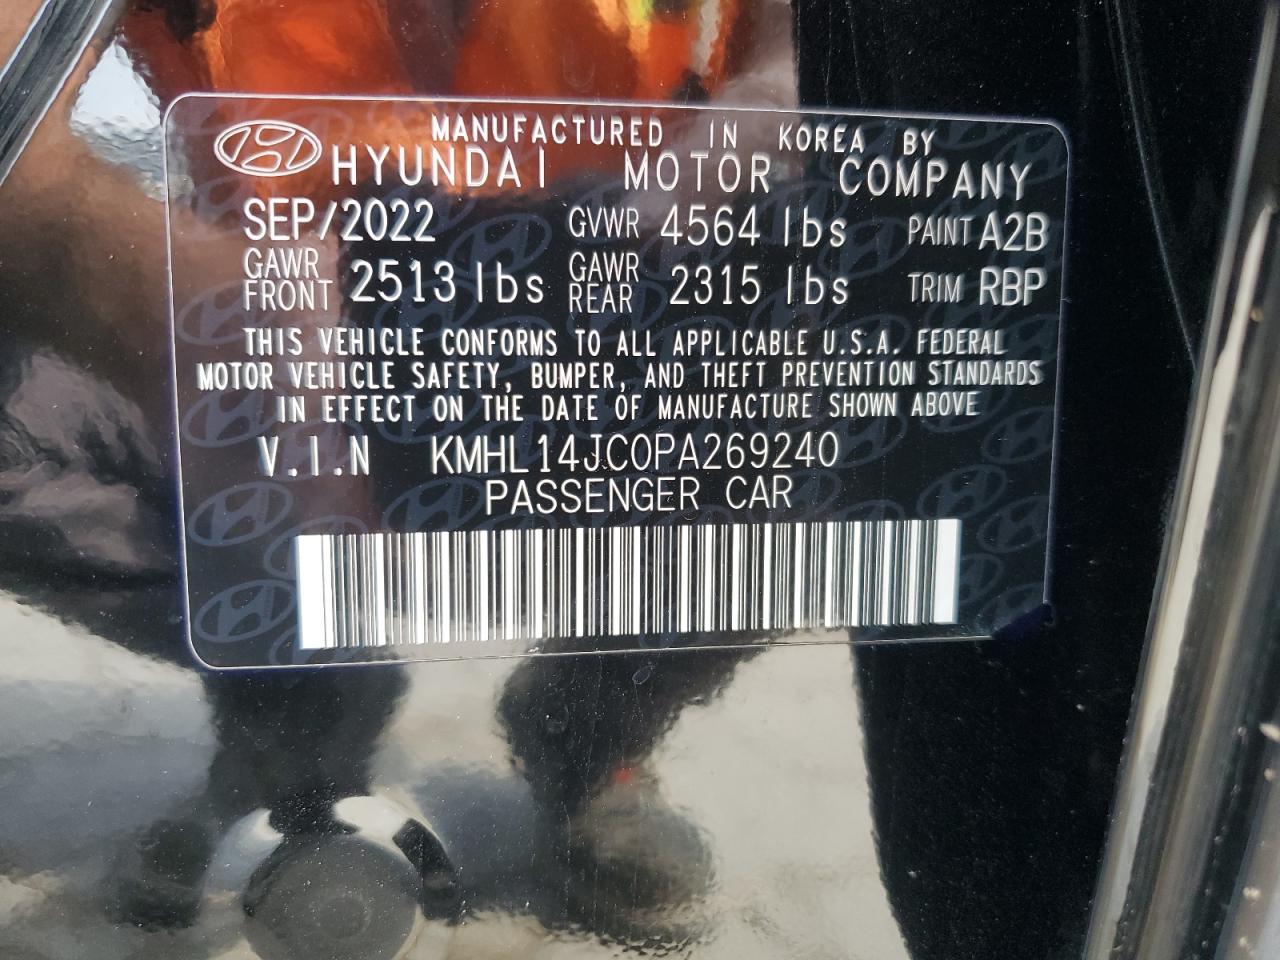 MANUFACTURED IN KOREA BY
HYUNDAI MOTOR COMPANY
SEP/2022 GVWR 4564 lbs PAINT A2B
GAWR FRONT 2513 lbs GAWR REAR 2315 lbs TRIM RBP
THIS VEHICLE CONFORMS TO ALL APPLICABLE U.S.A. FEDERAL
MOTOR VEHICLE SAFETY, BUMPER, AND THEFT PREVENTION STANDARDS
IN EFFECT ON THE DATE OF MANUFACTURE SHOWN ABOVE
V.I.N KMHL14JC0PA269240
PASSENGER CAR